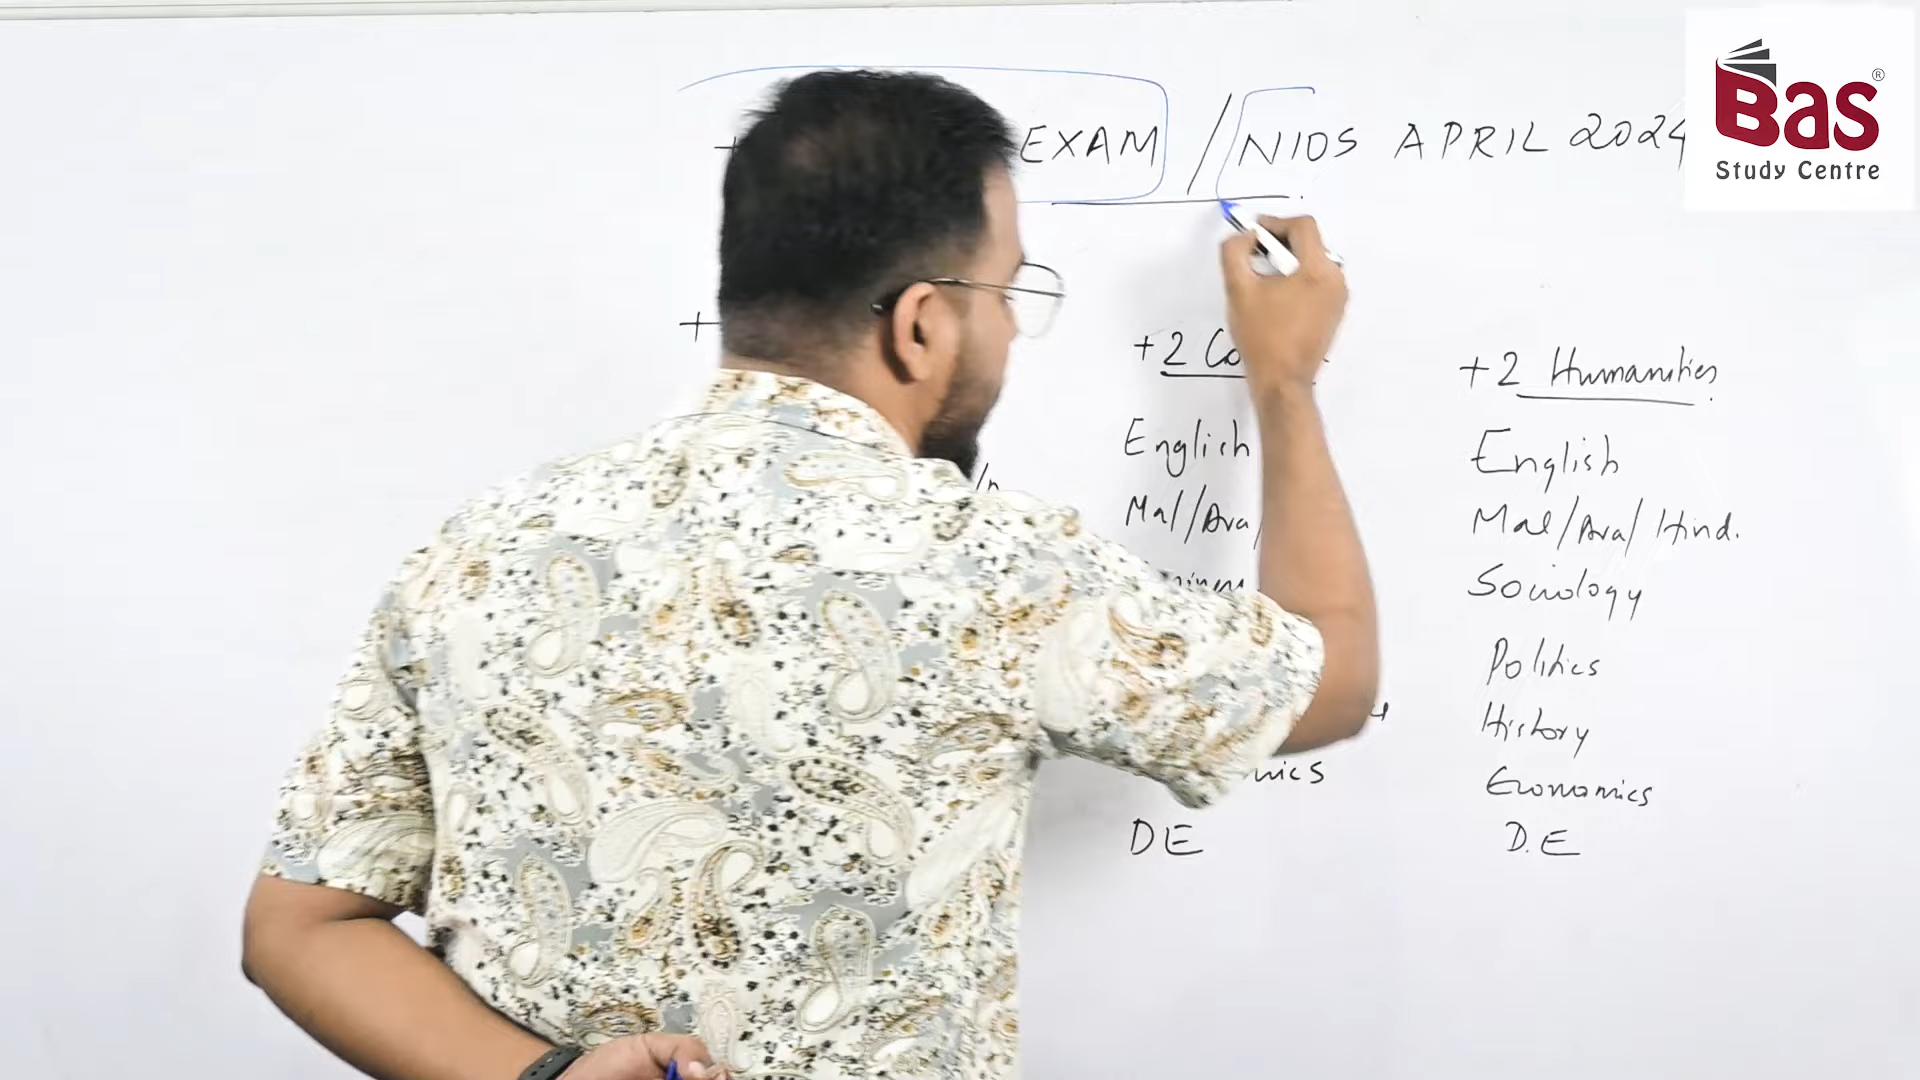 EXAM / NIOS APRIL 2024
Bas®
Study Centre
+2 Humanities
English
Mal/Ara/Hind.
Sociology
Politics
History
Economics
D.E
+2 Co
English
Mal/Ara/
DE